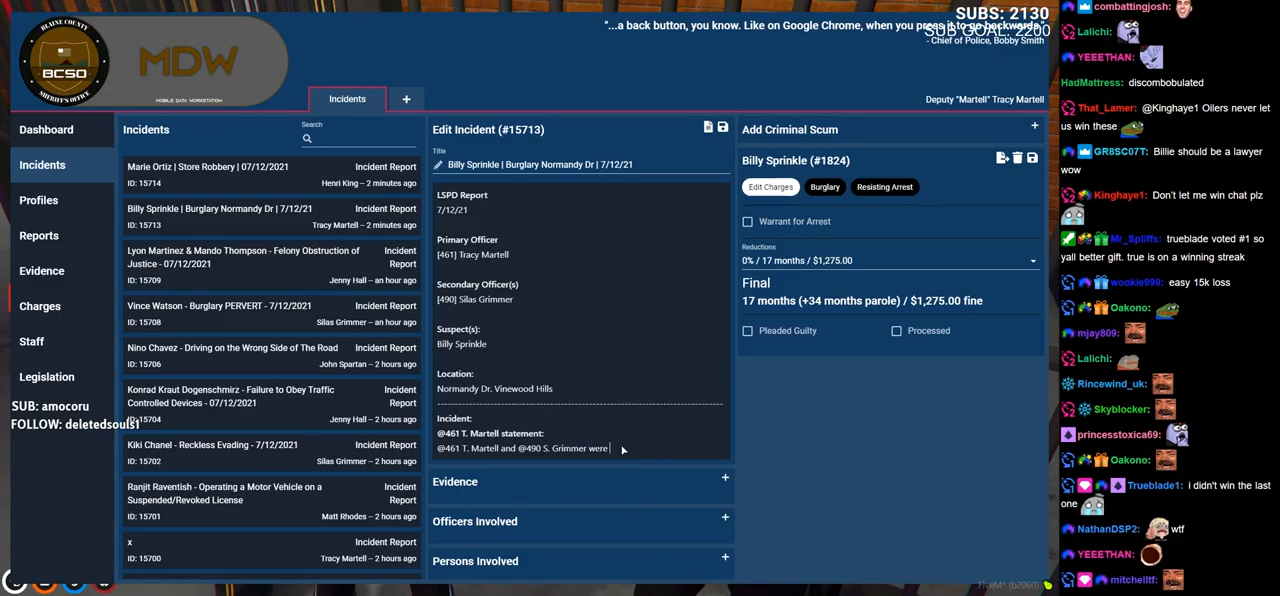 BLAINE COUNTY
BCSO
SHERIFF'S OFFICE
MDW
MOBILE DATA WORKSTATION
Incidents
+
"...a back button, you know. Like on Google Chrome, when you press it to go backwards."
- Chief of Police, Bobby Smith
SUBS: 2130
SUB GOAL: 2200
Deputy "Martell" Tracy Martell
Dashboard
Incidents
Profiles
Reports
Evidence
Charges
Staff
Legislation
SUB: amocoru
FOLLOW: deletedsouls1
Incidents
Search
Marie Ortiz | Store Robbery | 07/12/2021 Incident Report
ID: 15714 Henri King – 2 minutes ago
Billy Sprinkle | Burglary Normandy Dr | 7/12/21 Incident Report
ID: 15713 Tracy Martell – 2 minutes ago
Lyon Martinez & Mando Thompson - Felony Obstruction of Incident
Justice - 07/12/2021 Report
ID: 15709 Jenny Hall – an hour ago
Vince Watson - Burglary PERVERT - 7/12/2021 Incident Report
ID: 15708 Silas Grimmer – an hour ago
Nino Chavez - Driving on the Wrong Side of The Road Incident Report
ID: 15706 John Spartan – 2 hours ago
Konrad Kraut Dogenschmirz - Failure to Obey Traffic Incident
Controlled Devices - 07/12/2021 Report
ID: 15704 Jenny Hall – 2 hours ago
Kiki Chanel - Reckless Evading - 7/12/2021 Incident Report
ID: 15702 Silas Grimmer – 2 hours ago
Ranjit Raventish - Operating a Motor Vehicle on a Incident
Suspended/Revoked License Report
ID: 15701 Matt Rhodes – 2 hours ago
x Incident Report
ID: 15700 Tracy Martell – 2 hours ago
Edit Incident (#15713)
Title
Billy Sprinkle | Burglary Normandy Dr | 7/12/21
LSPD Report
7/12/21
Primary Officer
[461] Tracy Martell
Secondary Officer(s)
[490] Silas Grimmer
Suspect(s):
Billy Sprinkle
Location:
Normandy Dr. Vinewood Hills
Incident:
@461 T. Martell statement:
@461 T. Martell and @490 S. Grimmer were
Evidence +
Officers Involved +
Persons Involved +
Add Criminal Scum +
Billy Sprinkle (#1824)
Edit Charges Burglary Resisting Arrest
Warrant for Arrest
Reductions
0% / 17 months / $1,275.00
Final
17 months (+34 months parole) / $1,275.00 fine
Pleaded Guilty Processed
FiveM* (b2060)
combattingjosh:
Lalichi:
YEEETHAN:
HadMattress: discombobulated
That_Lamer: @Kinghaye1 Oilers never let
us win these
GR8SC07T: Billie should be a lawyer
wow
Kinghaye1: Don't let me win chat plz
Mr_Spliffs: trueblade voted #1 so
yall better gift. true is on a winning streak
wookie999: easy 15k loss
Oakono:
mjay809:
Lalichi:
Rincewind_uk:
Skyblocker:
princesstoxica69:
Oakono:
Trueblade1: i didn't win the last
one
NathanDSP2: wtf
YEEETHAN:
mitchelltf: